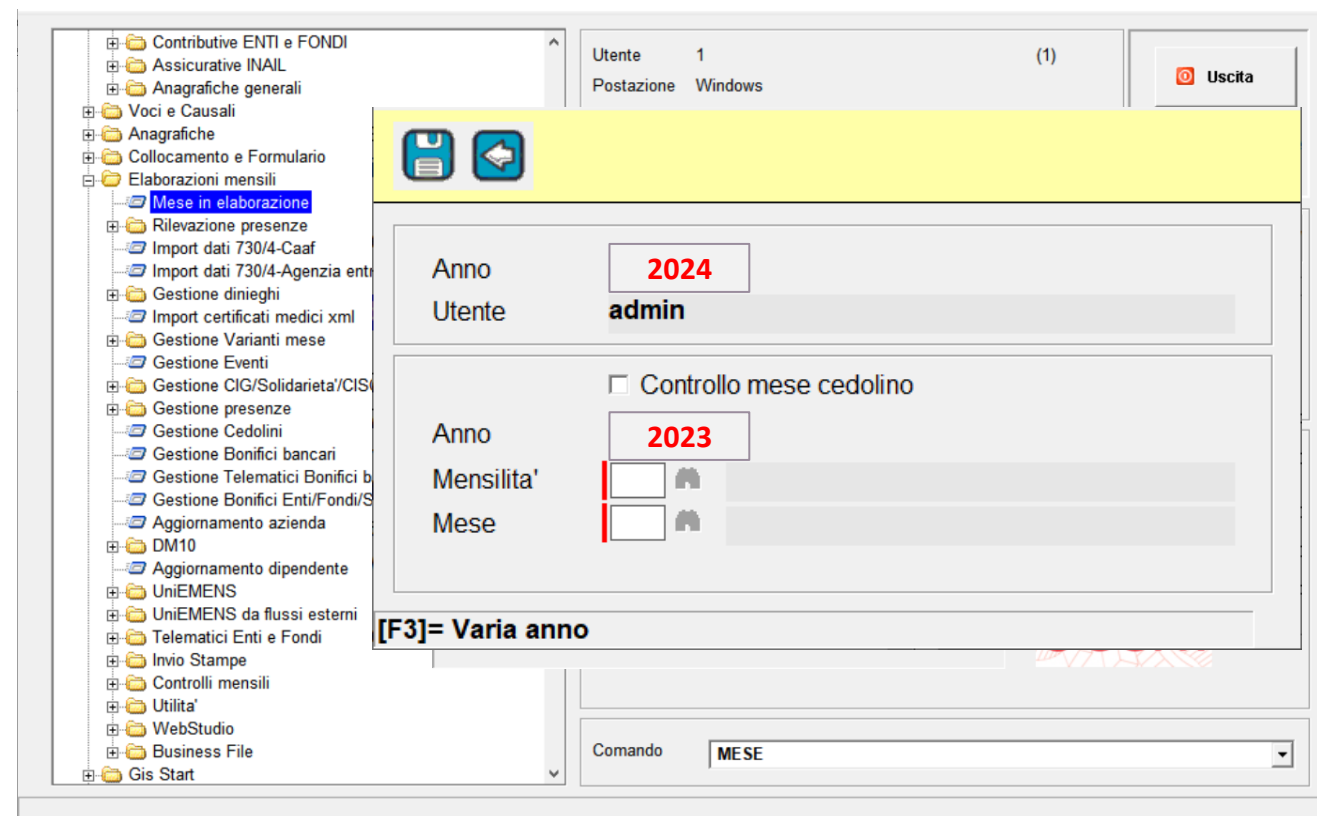 Contributive ENTI e FONDI
Assicurative INAIL
Anagrafiche generali
Voci e Causali
Anagrafiche
Collocamento e Formulario
Elaborazioni mensili
Mese in elaborazione
Rilevazione presenze
Import dati 730/4-Caaf
Import dati 730/4-Agenzia entr
Gestione dinieghi
Import certificati medici xml
Gestione Varianti mese
Gestione Eventi
Gestione CIG/Solidarieta'/CIS
Gestione presenze
Gestione Cedolini
Gestione Bonifici bancari
Gestione Telematici Bonifici b
Gestione Bonifici Enti/Fondi/S
Aggiornamento azienda
DM10
Aggiornamento dipendente
UniEMENS
UniEMENS da flussi esterni
Telematici Enti e Fondi
Invio Stampe
Controlli mensili
Utilita'
WebStudio
Business File
Gis Start
Utente 1 (1)
Postazione Windows
Uscita
Anno 2024
Utente admin
Controllo mese cedolino
Anno 2023
Mensilita'
Mese
[F3]= Varia anno
Comando MESE